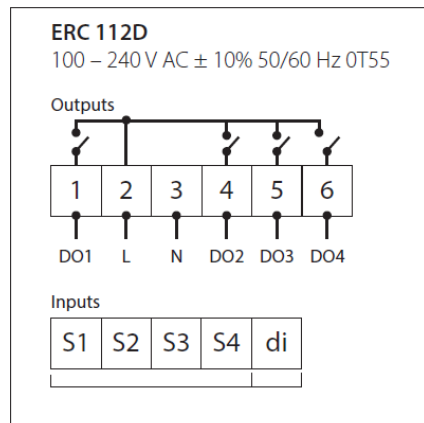 ERC 112D
100 – 240 V AC ± 10% 50/60 Hz 0T55
Outputs
1 2 3 4 5 6
DO1 L N DO2 DO3 DO4
Inputs
S1 S2 S3 S4 di